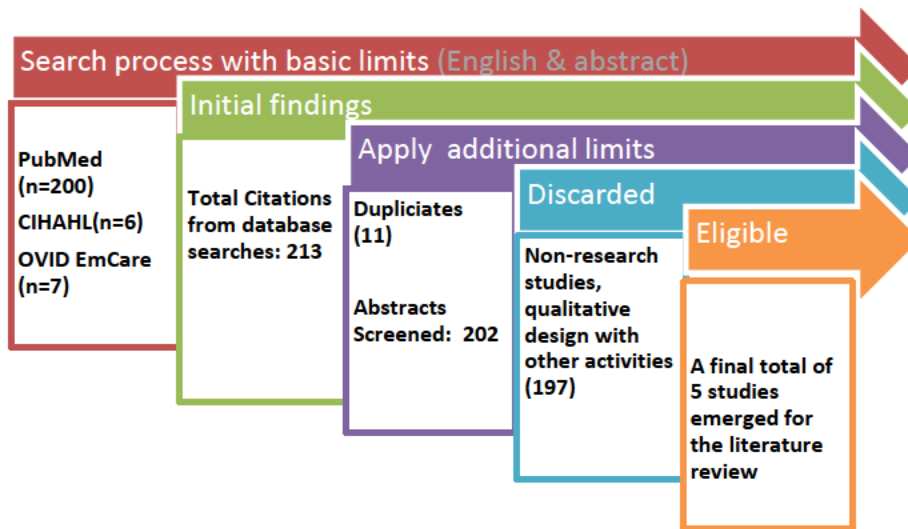 Search process with basic limits (English & abstract)
Initial findings
Apply additional limits
Discarded
Eligible
PubMed
(n=200)
CIHAHL(n=6)
OVID EmCare
(n=7)
Total Citations
from database
searches: 213
Dupliciates
(11)
Abstracts
Screened: 202
Non-research
studies,
qualitative
design with
other activities
(197)
A final total of
5 studies
emerged for
the literature
review